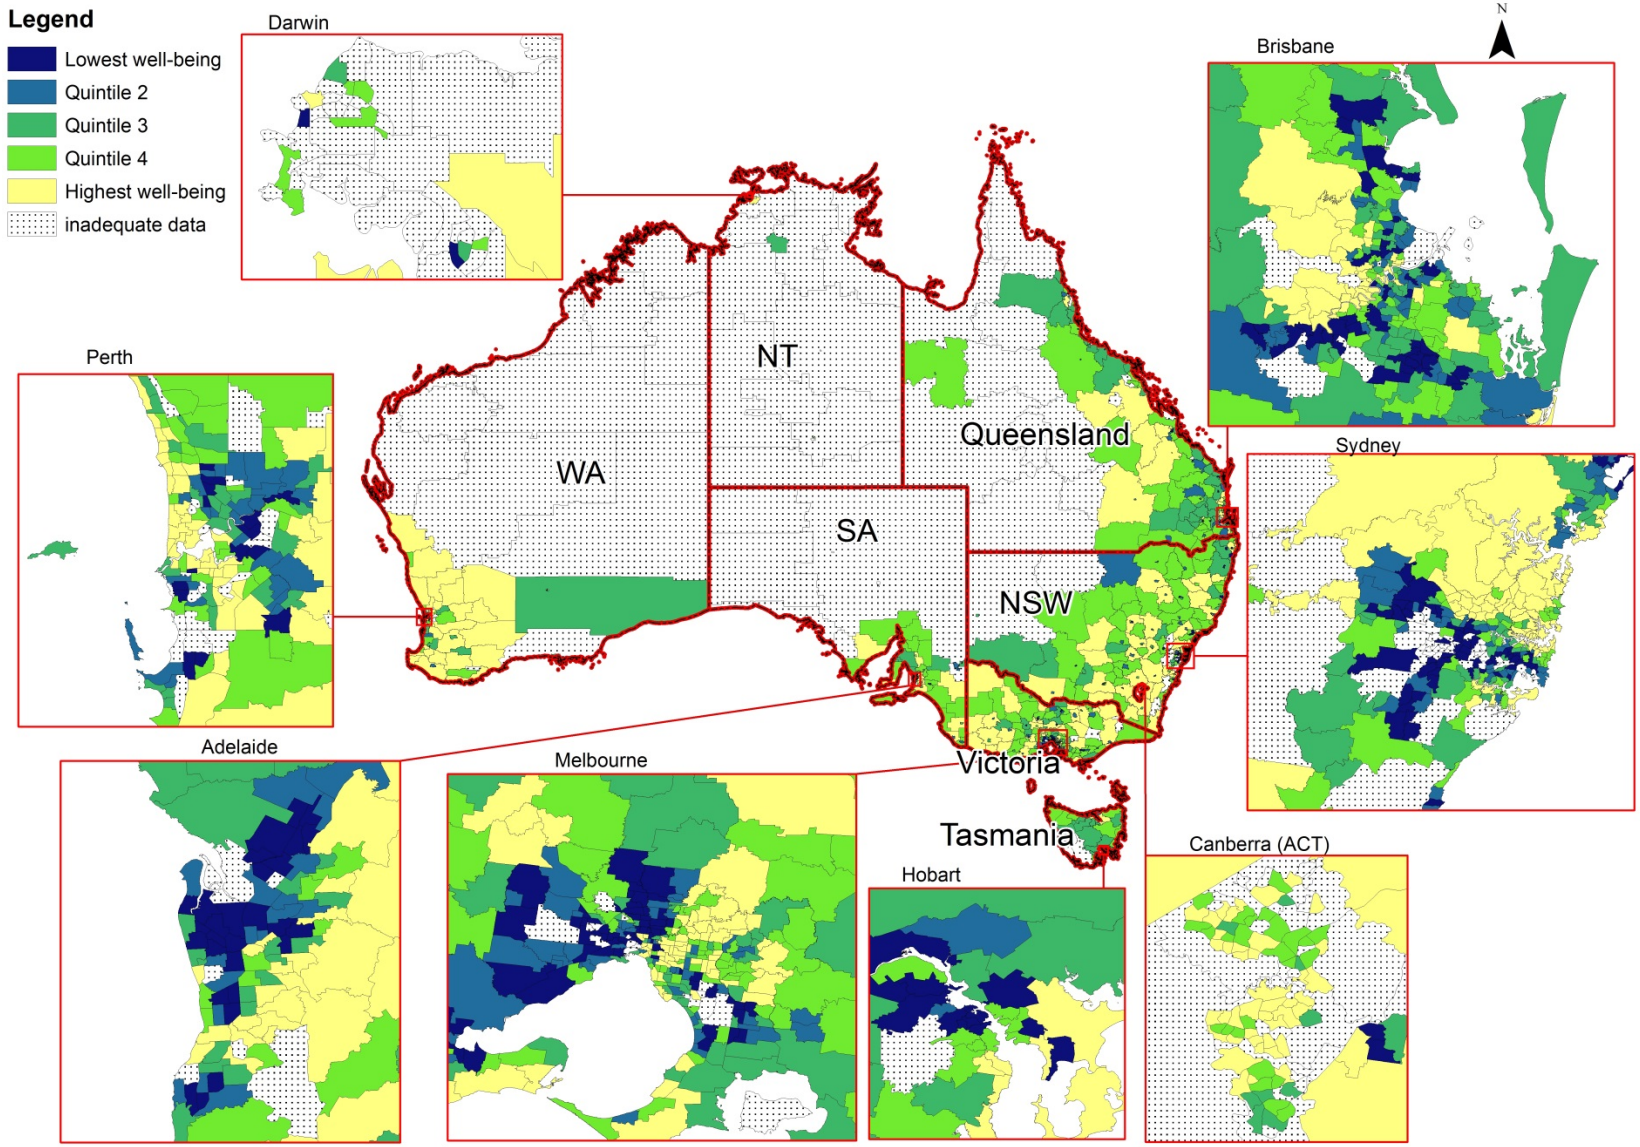 Legend
Lowest well-being
Quintile 2
Quintile 3
Quintile 4
Highest well-being
inadequate data
Darwin
N
Brisbane
Perth
NT
Queensland
Sydney
WA
SA
NSW
Adelaide
Melbourne
Victoria
Tasmania
Canberra (ACT)
Hobart